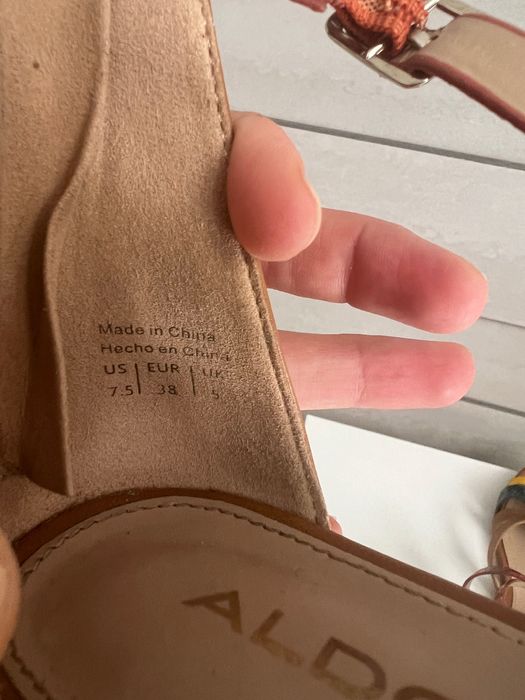 Made in China
Hecho en China
US | EUR | UK
7.5 | 38 | 5
ALDO